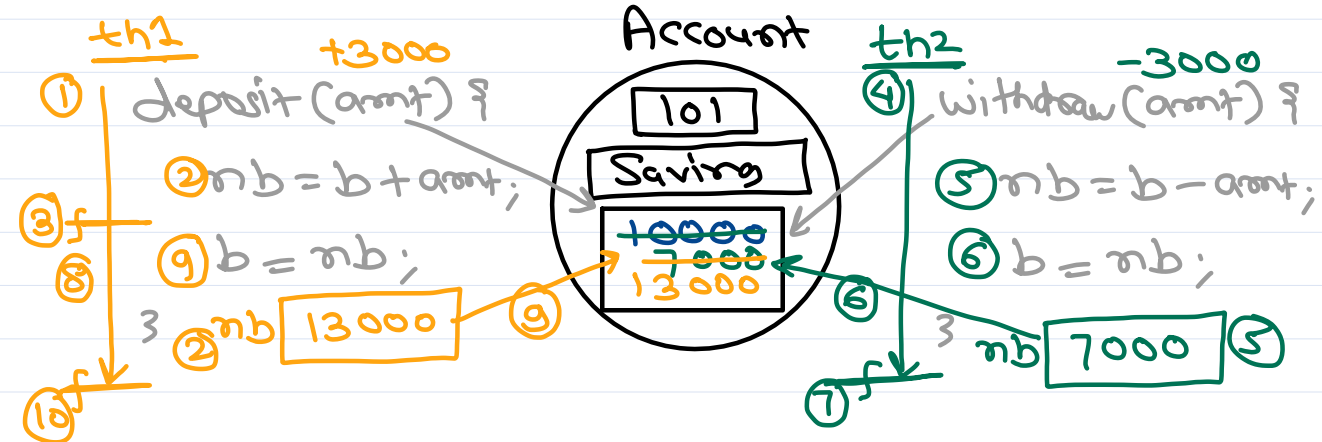 th1
+3000
① deposit (amt) {
② nb = b + amt;
③
⑧
⑨ b = nb;
}
② nb 13000
⑨
⑩
Account
101
Saving
10000
7000
13000
th2
-3000
④ withdraw (amt) {
⑤ nb = b - amt;
⑥ b = nb;
⑥
}
nb 7000 ⑤
⑦